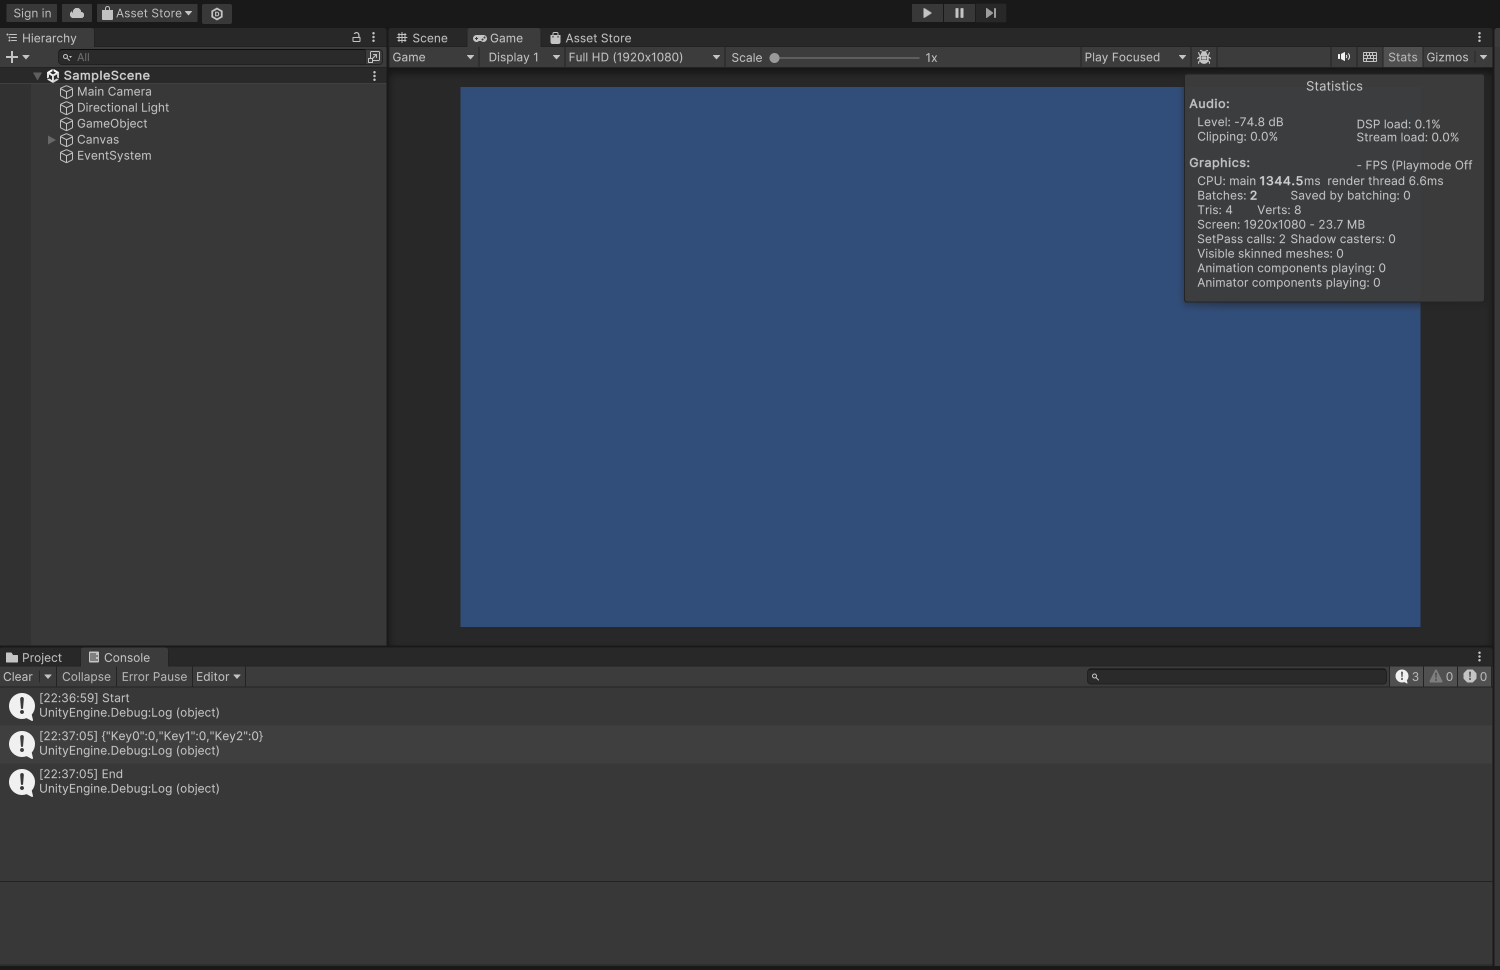 Sign in
Asset Store
Hierarchy
Scene
Game
Asset Store
All
Game
Display 1
Full HD (1920x1080)
Scale
1x
Play Focused
Stats
Gizmos
SampleScene
Main Camera
Directional Light
GameObject
Canvas
EventSystem
Statistics
Audio:
Level: -74.8 dB
DSP load: 0.1%
Clipping: 0.0%
Stream load: 0.0%
Graphics:
- FPS (Playmode Off
CPU: main 1344.5ms render thread 6.6ms
Batches: 2 Saved by batching: 0
Tris: 4 Verts: 8
Screen: 1920x1080 - 23.7 MB
SetPass calls: 2 Shadow casters: 0
Visible skinned meshes: 0
Animation components playing: 0
Animator components playing: 0
Project
Console
Clear
Collapse
Error Pause
Editor
3
0
0
[22:36:59] Start
UnityEngine.Debug:Log (object)
[22:37:05] {"Key0":0,"Key1":0,"Key2":0}
UnityEngine.Debug:Log (object)
[22:37:05] End
UnityEngine.Debug:Log (object)